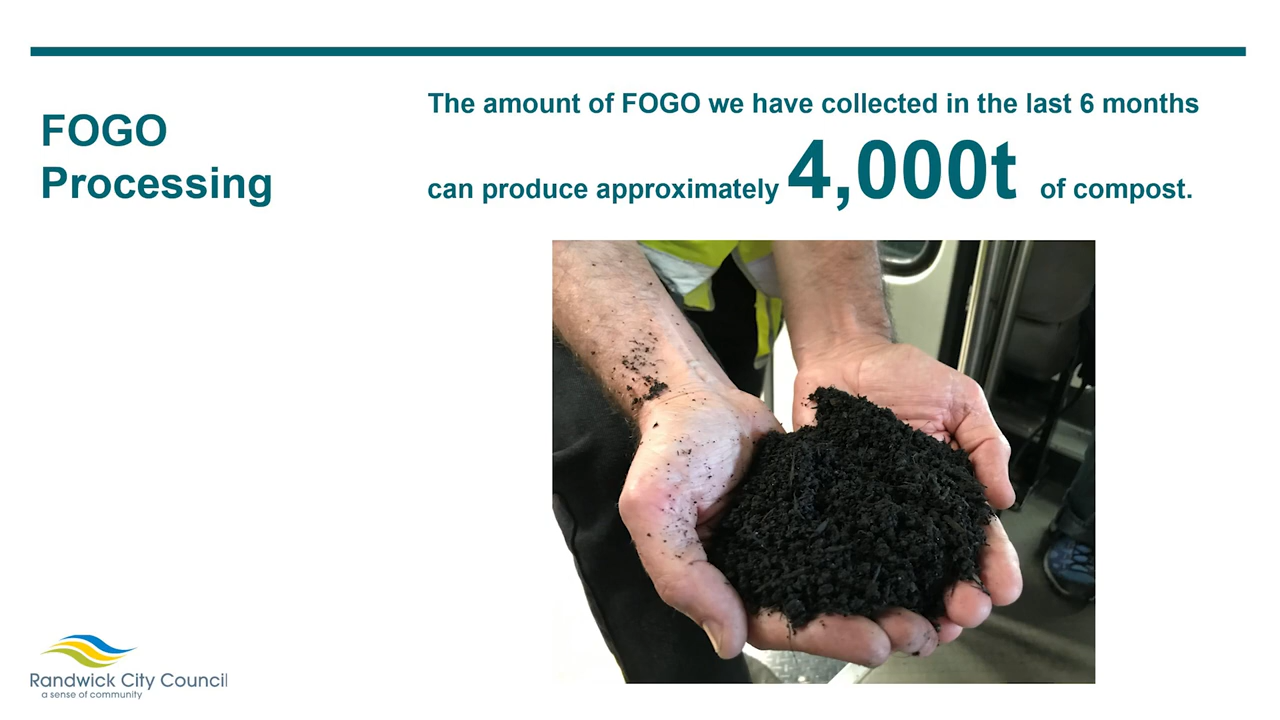 FOGO
Processing
The amount of FOGO we have collected in the last 6 months
can produce approximately 4,000t of compost.
Randwick City Council
a sense of community